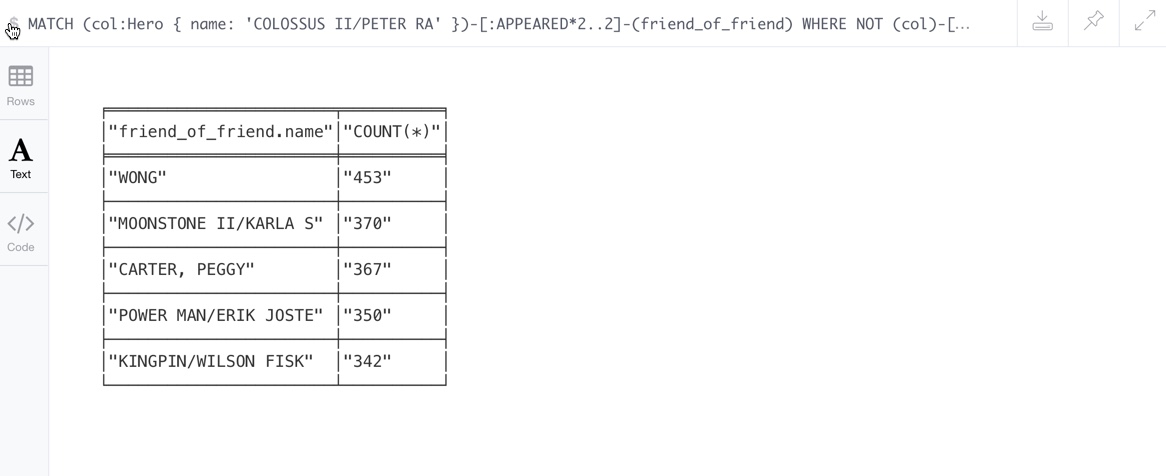 $ MATCH (col:Hero { name: 'COLOSSUS II/PETER RA' })-[:APPEARED*2..2]-(friend_of_friend) WHERE NOT (col)-[…
Rows
A
Text
</>
Code
"friend_of_friend.name" "COUNT(*)"
"WONG" "453"
"MOONSTONE II/KARLA S" "370"
"CARTER, PEGGY" "367"
"POWER MAN/ERIK JOSTE" "350"
"KINGPIN/WILSON FISK" "342"